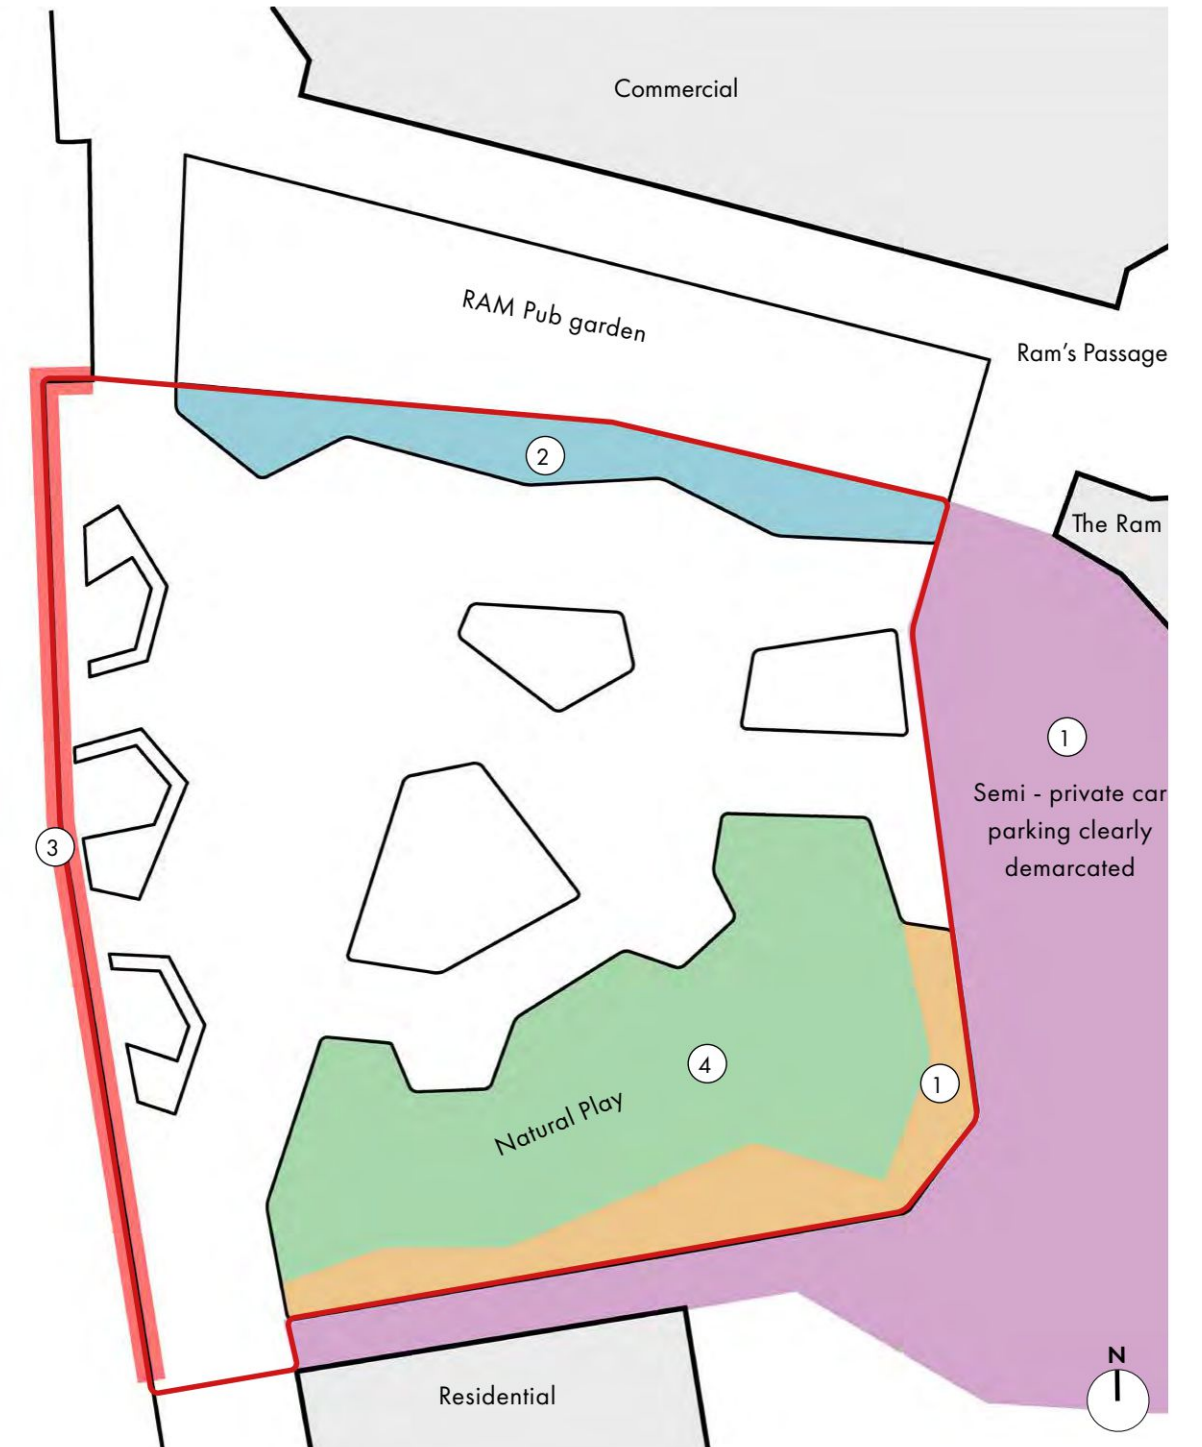 Commercial
RAM Pub garden
Ram's Passage
2
The Ram
1
Semi - private car
parking clearly
demarcated
3
4
1
Natural Play
N
Residential